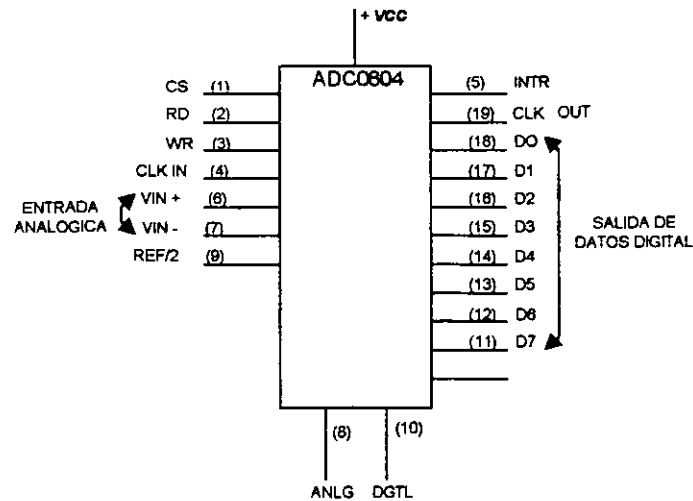 + VCC
ADC0804
CS (1)
RD (2)
WR (3)
CLK IN (4)
VIN + (6)
VIN - (7)
REF/2 (9)
ENTRADA
ANALOGICA
(5) INTR
(19) CLK OUT
(18) DO
(17) D1
(16) D2
(15) D3
(14) D4
(13) D5
(12) D6
(11) D7
SALIDA DE
DATOS DIGITAL
(8) (10)
ANLG DGTL